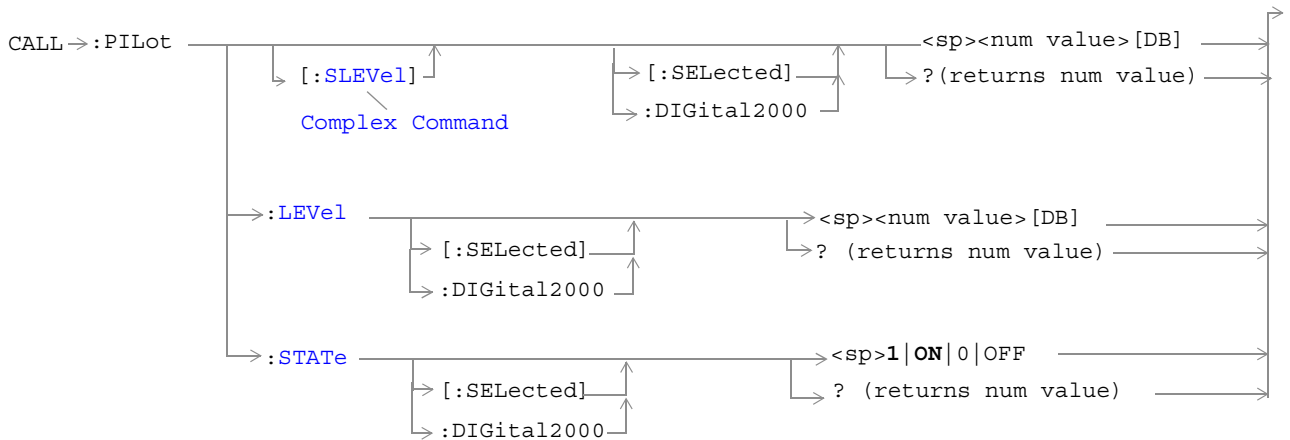 CALL :PILot <sp><num value>[DB]
[:SLEVel] [:SELected] ?(returns num value)
Complex Command :DIGital2000
:LEVel <sp><num value>[DB]
[:SELected] ? (returns num value)
:DIGital2000
:STATe <sp>1|ON|0|OFF
[:SELected] ? (returns num value)
:DIGital2000